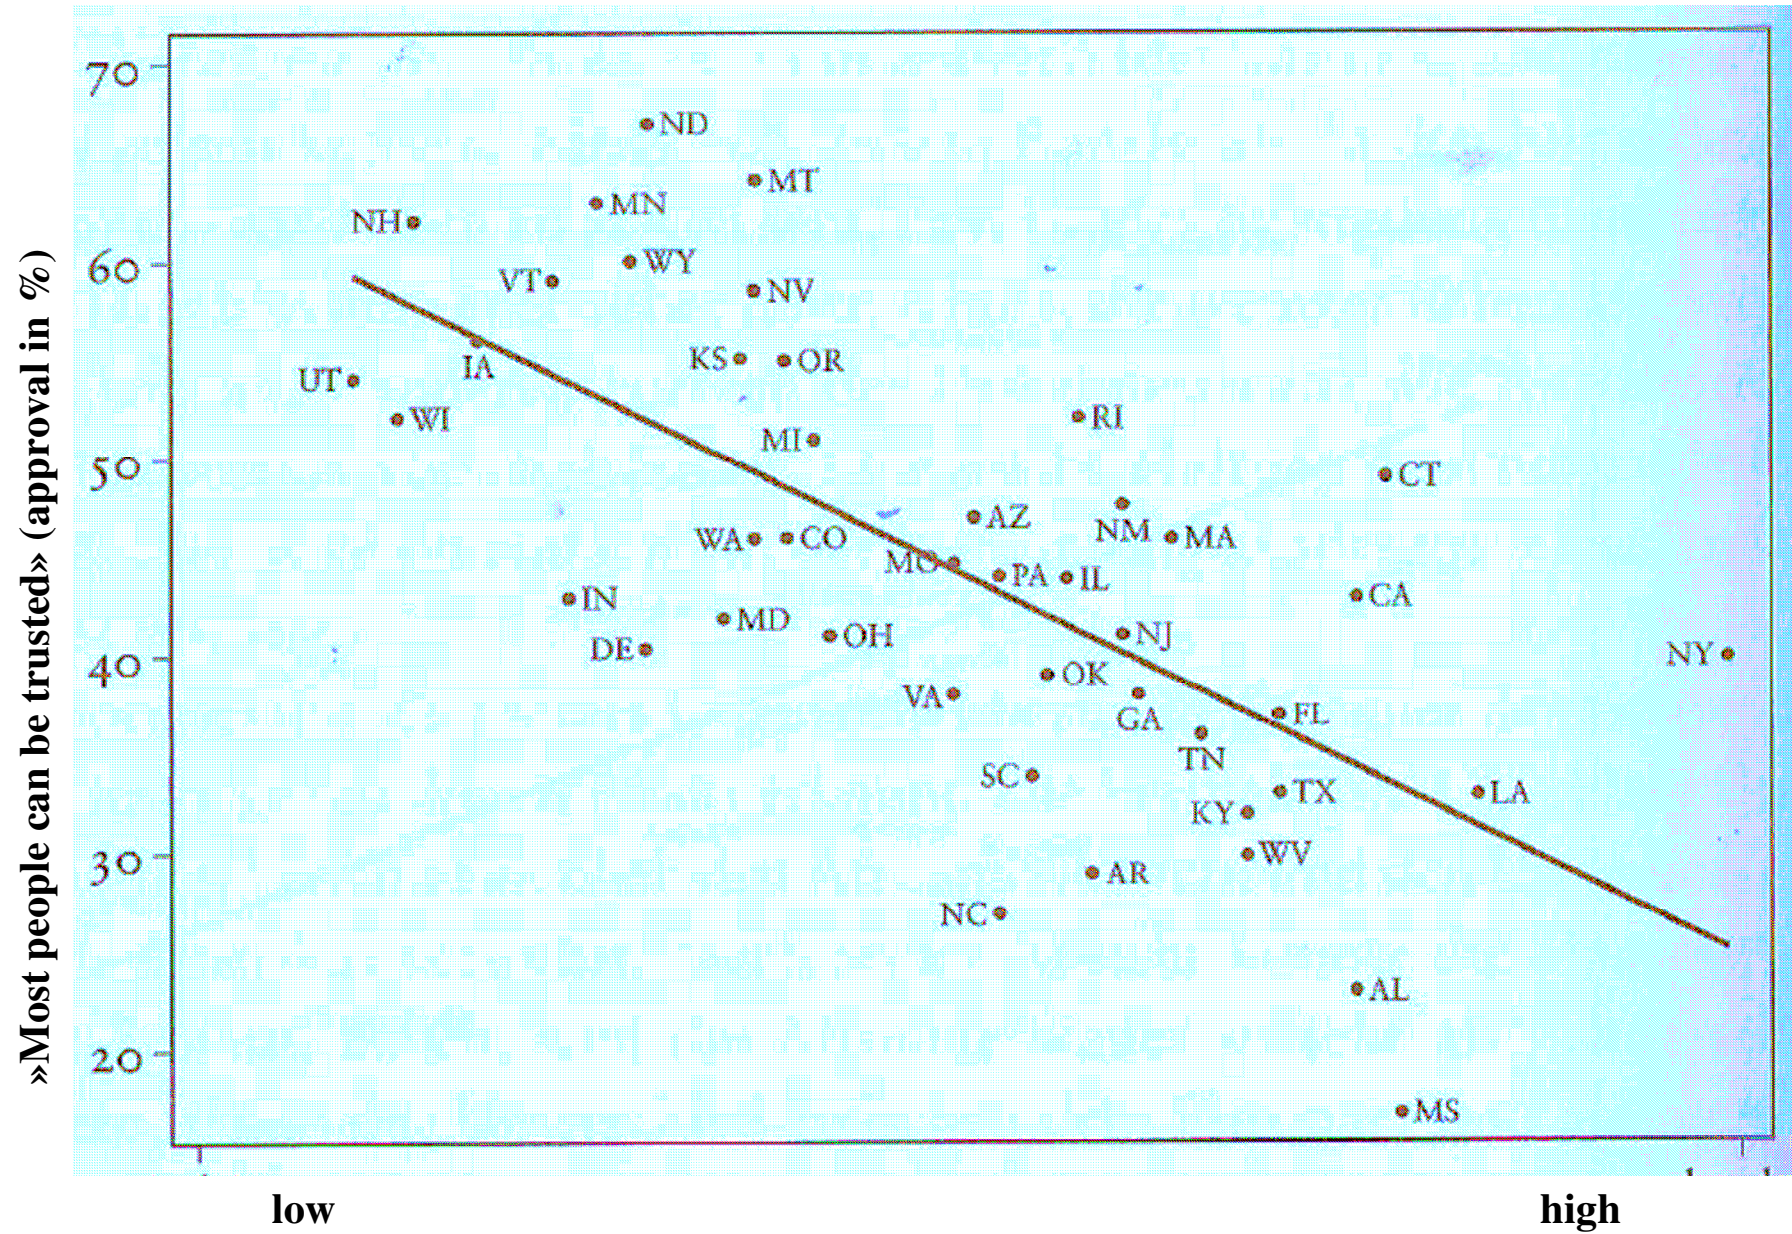 »Most people can be trusted» (approval in %)
70
60
50
40
30
20
ND
MT
MN
NH
WY
VT
NV
KS
OR
IA
UT
WI
RI
MI
CT
AZ
NM
MA
WA
CO
MO
PA
IL
IN
CA
MD
OH
NJ
DE
NY
OK
VA
GA
FL
TN
SC
TX
LA
KY
WV
AR
NC
AL
MS
low
high